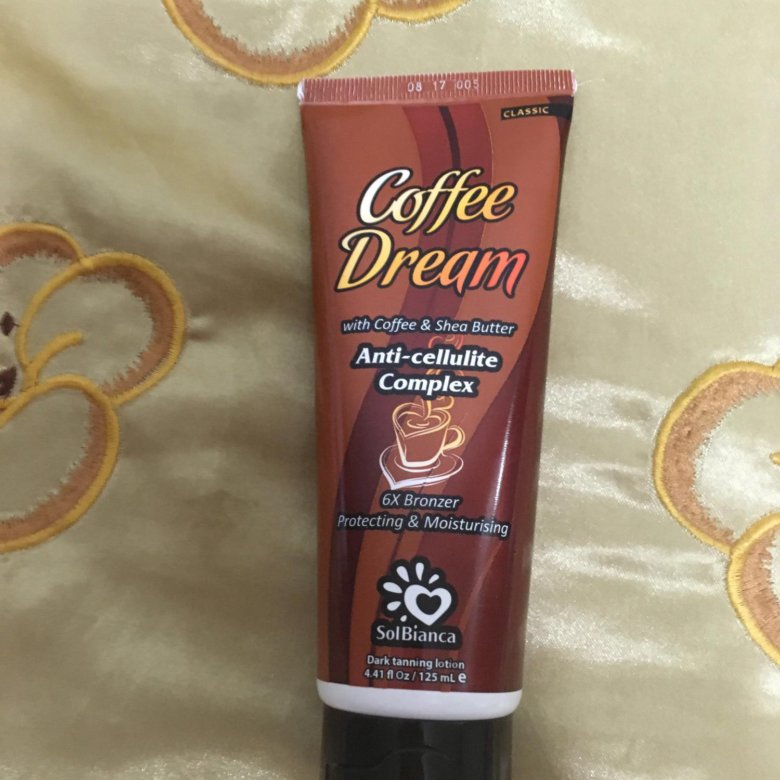 08 17 005
CLASSIC
Coffee
Dream
with Coffee & Shea Butter
Anti-cellulite
Complex
6X Bronzer
Protecting & Moisturising
SolBianca
Dark tanning lotion
4.41 fl Oz / 125 mL e